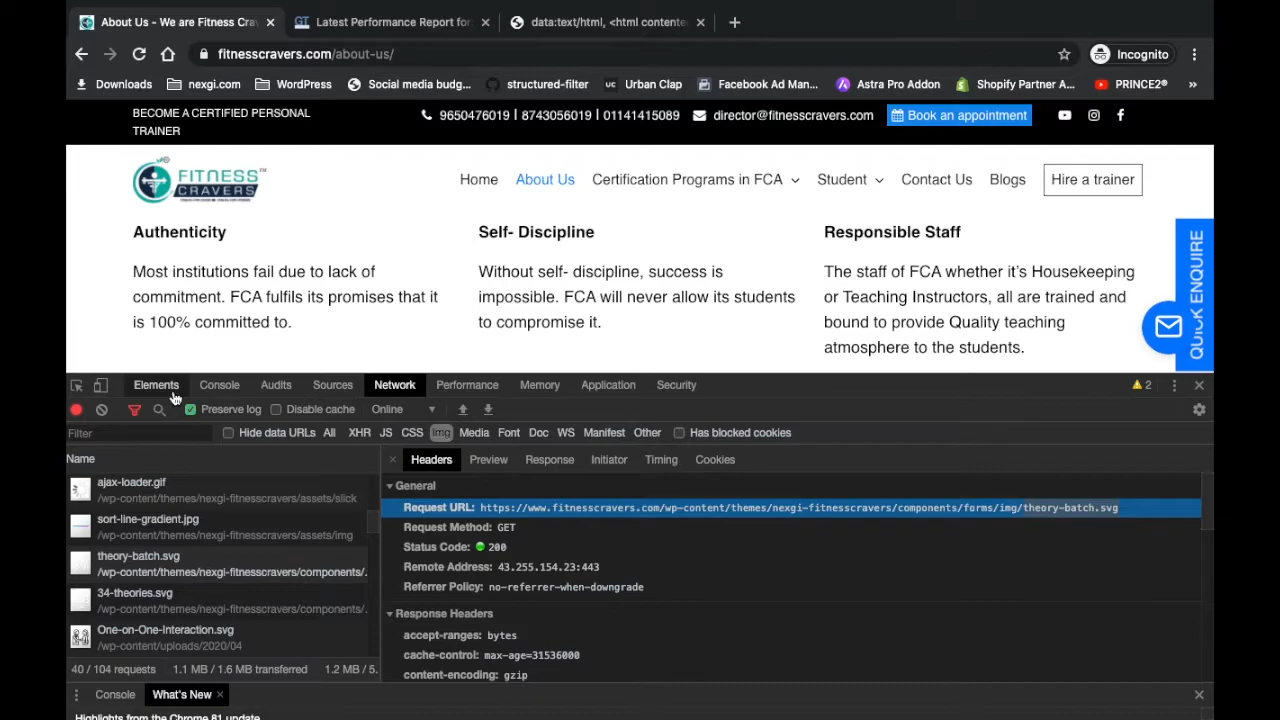 About Us - We are Fitness Crav
Latest Performance Report for
data:text/html, <html contente
fitnesscravers.com/about-us/
Incognito
Downloads
nexgi.com
WordPress
Social media budg...
structured-filter
UC Urban Clap
Facebook Ad Man...
Astra Pro Addon
Shopify Partner A...
PRINCE2®
»
BECOME A CERTIFIED PERSONAL
TRAINER
9650476019 | 8743056019 | 01141415089
director@fitnesscravers.com
Book an appointment
FITNESS™
CRAVERS
Home
About Us
Certification Programs in FCA
Student
Contact Us
Blogs
Hire a trainer
Authenticity
Most institutions fail due to lack of
commitment. FCA fulfils its promises that it
is 100% committed to.
Self- Discipline
Without self- discipline, success is
impossible. FCA will never allow its students
to compromise it.
Responsible Staff
The staff of FCA whether it's Housekeeping
or Teaching Instructors, all are trained and
bound to provide Quality teaching
atmosphere to the students.
QUICK ENQUIRE
Elements
Console
Audits
Sources
Network
Performance
Memory
Application
Security
2
Preserve log
Disable cache
Online
Filter
Hide data URLs
All
XHR
JS
CSS
Img
Media
Font
Doc
WS
Manifest
Other
Has blocked cookies
Name
ajax-loader.gif
/wp-content/themes/nexgi-fitnesscravers/assets/slick
sort-line-gradient.jpg
/wp-content/themes/nexgi-fitnesscravers/assets/img
theory-batch.svg
/wp-content/themes/nexgi-fitnesscravers/components/.
34-theories.svg
/wp-content/themes/nexgi-fitnesscravers/components/.
One-on-One-Interaction.svg
/wp-content/uploads/2020/04
40 / 104 requests
1.1 MB / 1.6 MB transferred
1.2 MB / 5.
Headers
Preview
Response
Initiator
Timing
Cookies
General
Request URL: https://www.fitnesscravers.com/wp-content/themes/nexgi-fitnesscravers/components/forms/img/theory-batch.svg
Request Method: GET
Status Code: 200
Remote Address: 43.255.154.23:443
Referrer Policy: no-referrer-when-downgrade
Response Headers
accept-ranges: bytes
cache-control: max-age=31536000
content-encoding: gzip
Console
What's New
Highlights from the Chrome 81 update